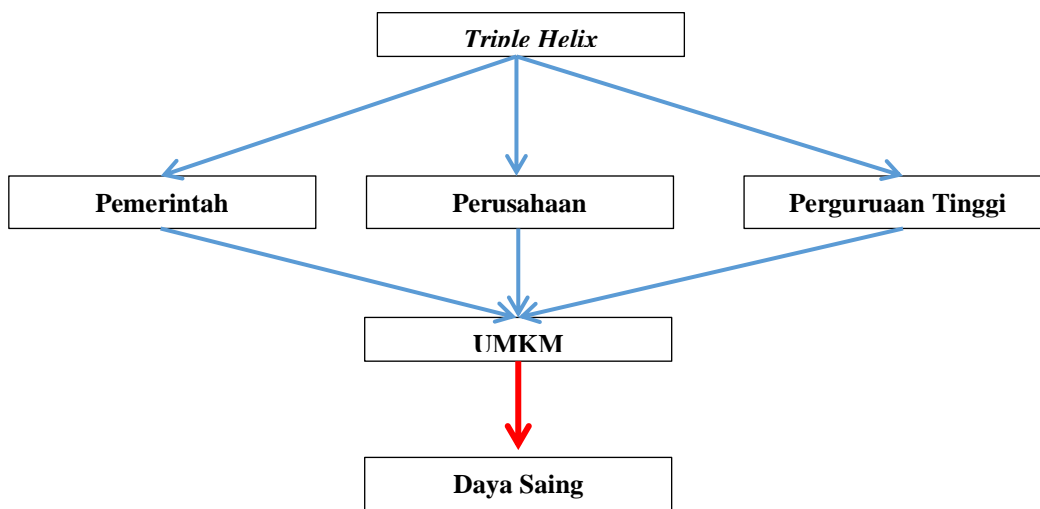 Triple Helix
Pemerintah
Perusahaan
Perguruaan Tinggi
UMKM
Daya Saing